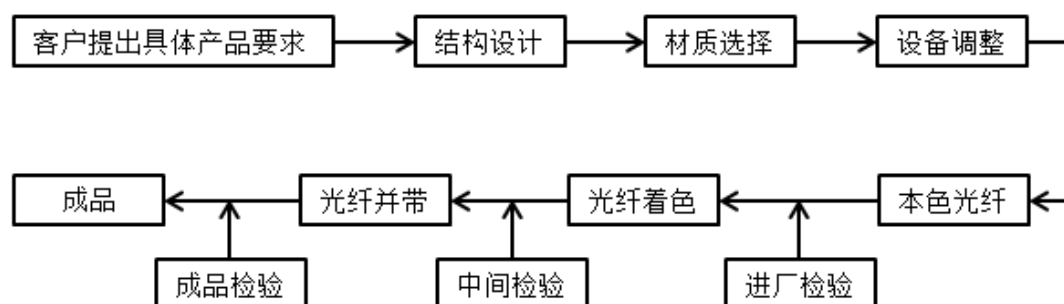 客户提出具体产品要求
结构设计
材质选择
设备调整
成品
光纤并带
光纤着色
本色光纤
成品检验
中间检验
进厂检验